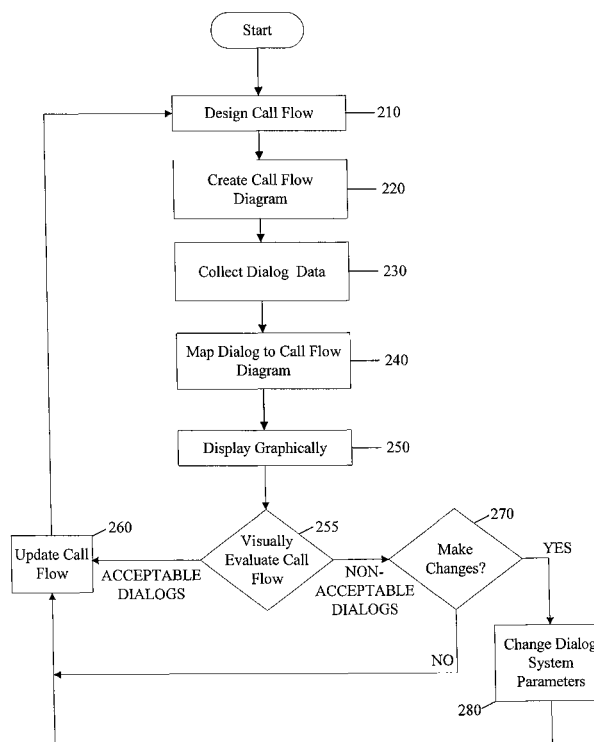 Start
Design Call Flow
210
Create Call Flow
Diagram
220
Collect Dialog Data
230
Map Dialog to Call Flow
Diagram
240
Display Graphically
250
Visually
Evaluate Call
Flow
255
260
Update Call
Flow
ACCEPTABLE
DIALOGS
NON-
ACCEPTABLE
DIALOGS
270
Make
Changes?
YES
NO
Change Dialog
System
Parameters
280